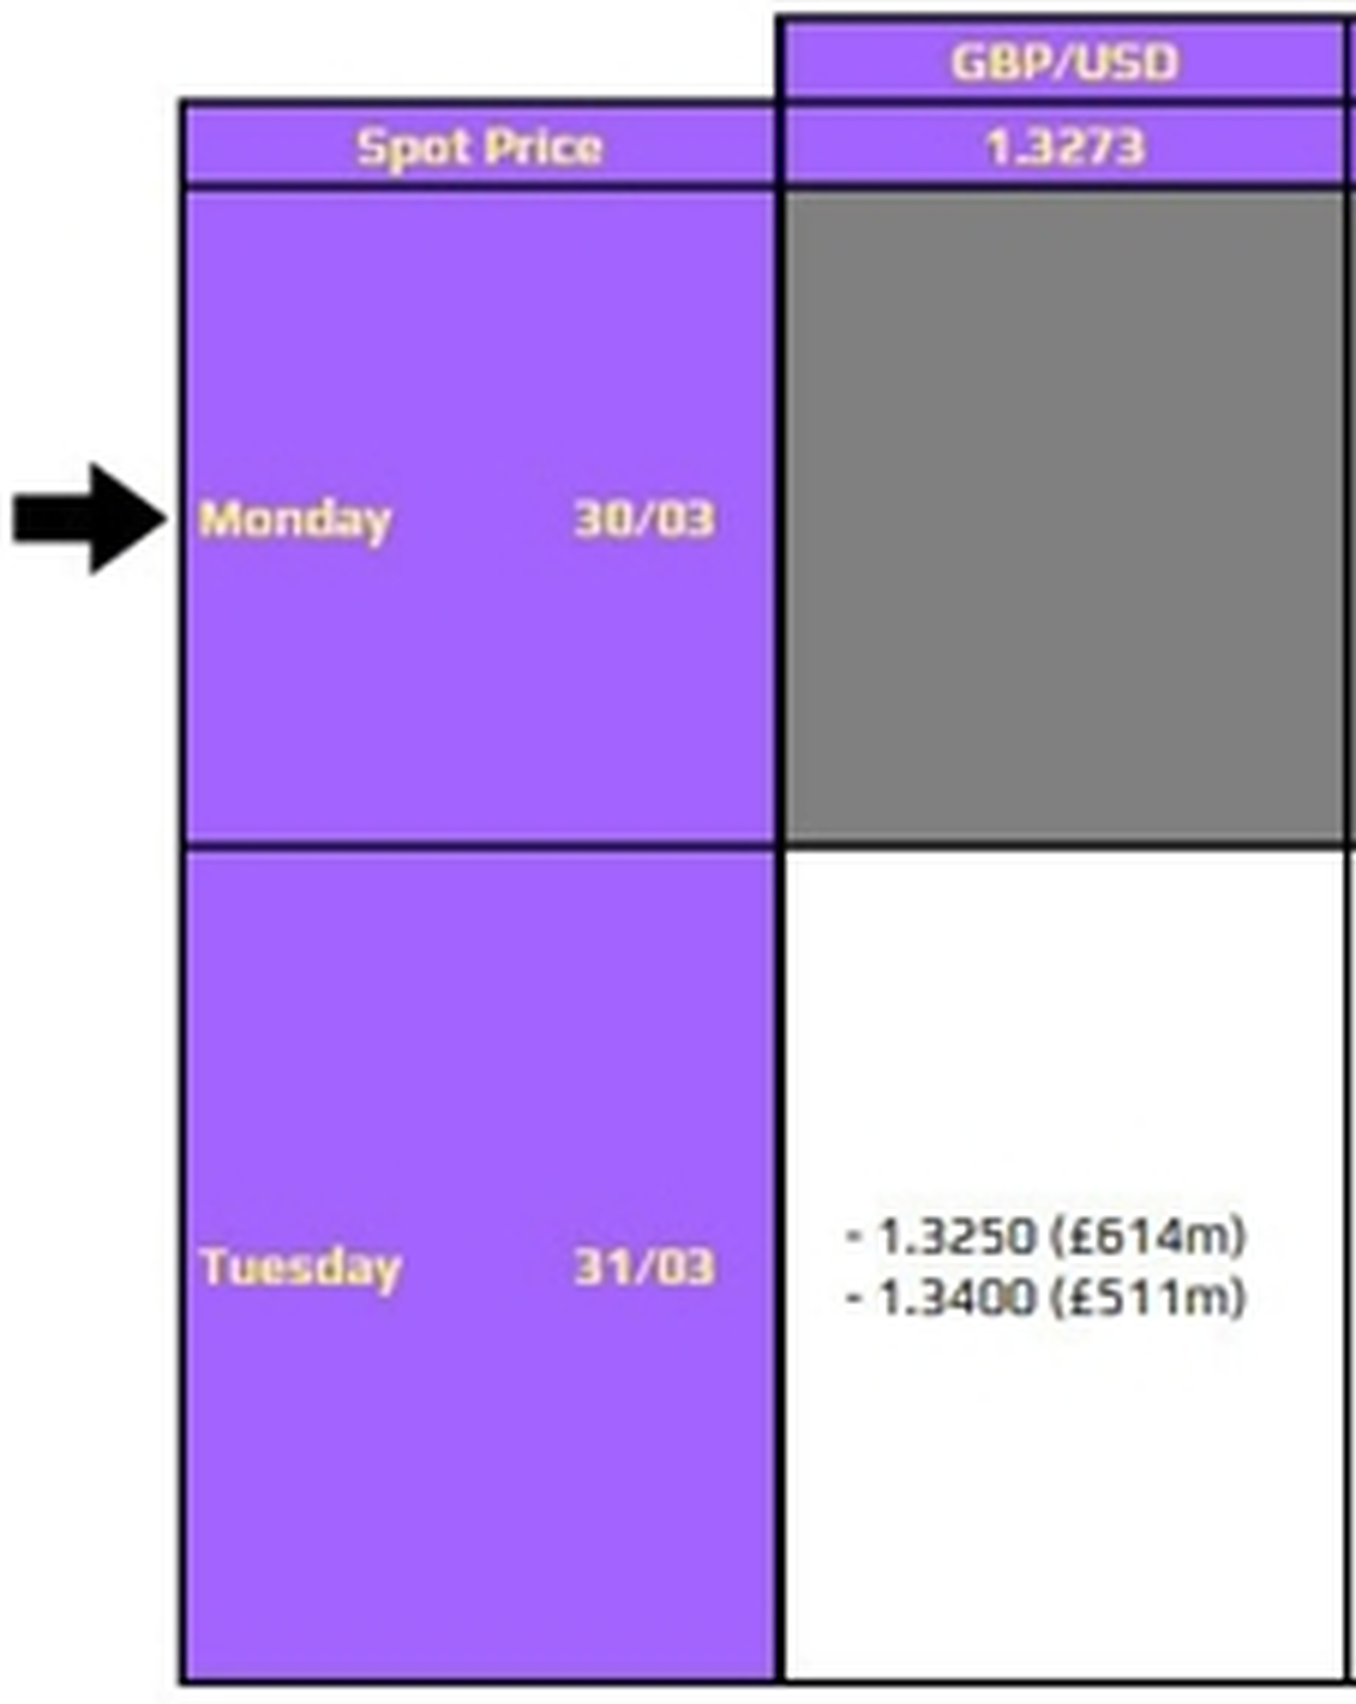 GBP/USD
Spot Price 1.3273
Monday 30/03
Tuesday 31/03
- 1.3250 (£614m)
- 1.3400 (£511m)